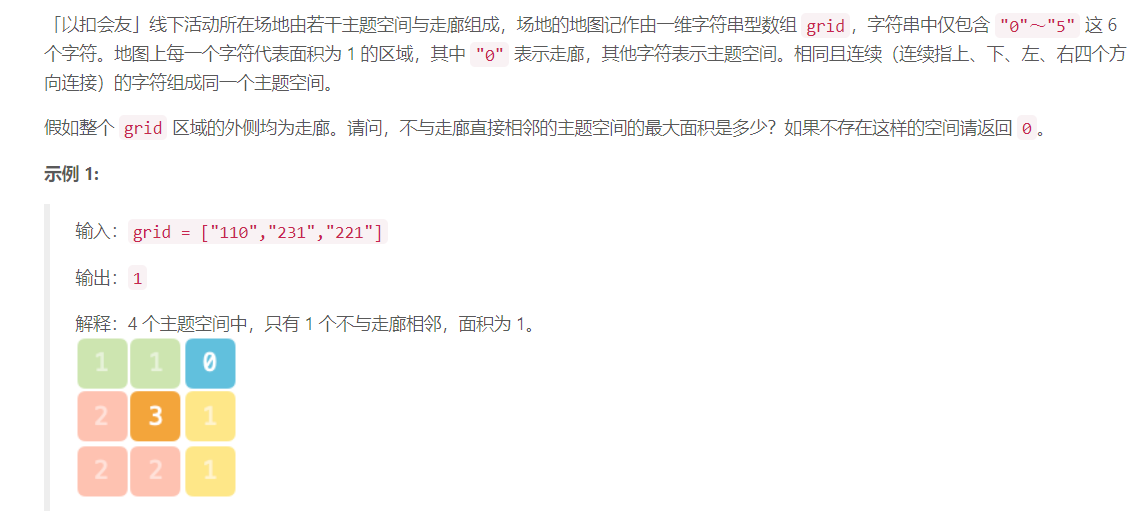 「以扣会友」线下活动所在场地由若干主题空间与走廊组成，场地的地图记作由一维字符串型数组 grid，字符串中仅包含 "0"～"5" 这 6
个字符。地图上每一个字符代表面积为 1 的区域，其中 "0" 表示走廊，其他字符表示主题空间。相同且连续（连续指上、下、左、右四个方
向连接）的字符组成同一个主题空间。
假如整个 grid 区域的外侧均为走廊。请问，不与走廊直接相邻的主题空间的最大面积是多少？如果不存在这样的空间请返回 0。
示例 1:
输入：grid = ["110","231","221"]
输出：1
解释：4 个主题空间中，只有 1 个不与走廊相邻，面积为 1。
1 1 0
2 3 1
2 2 1